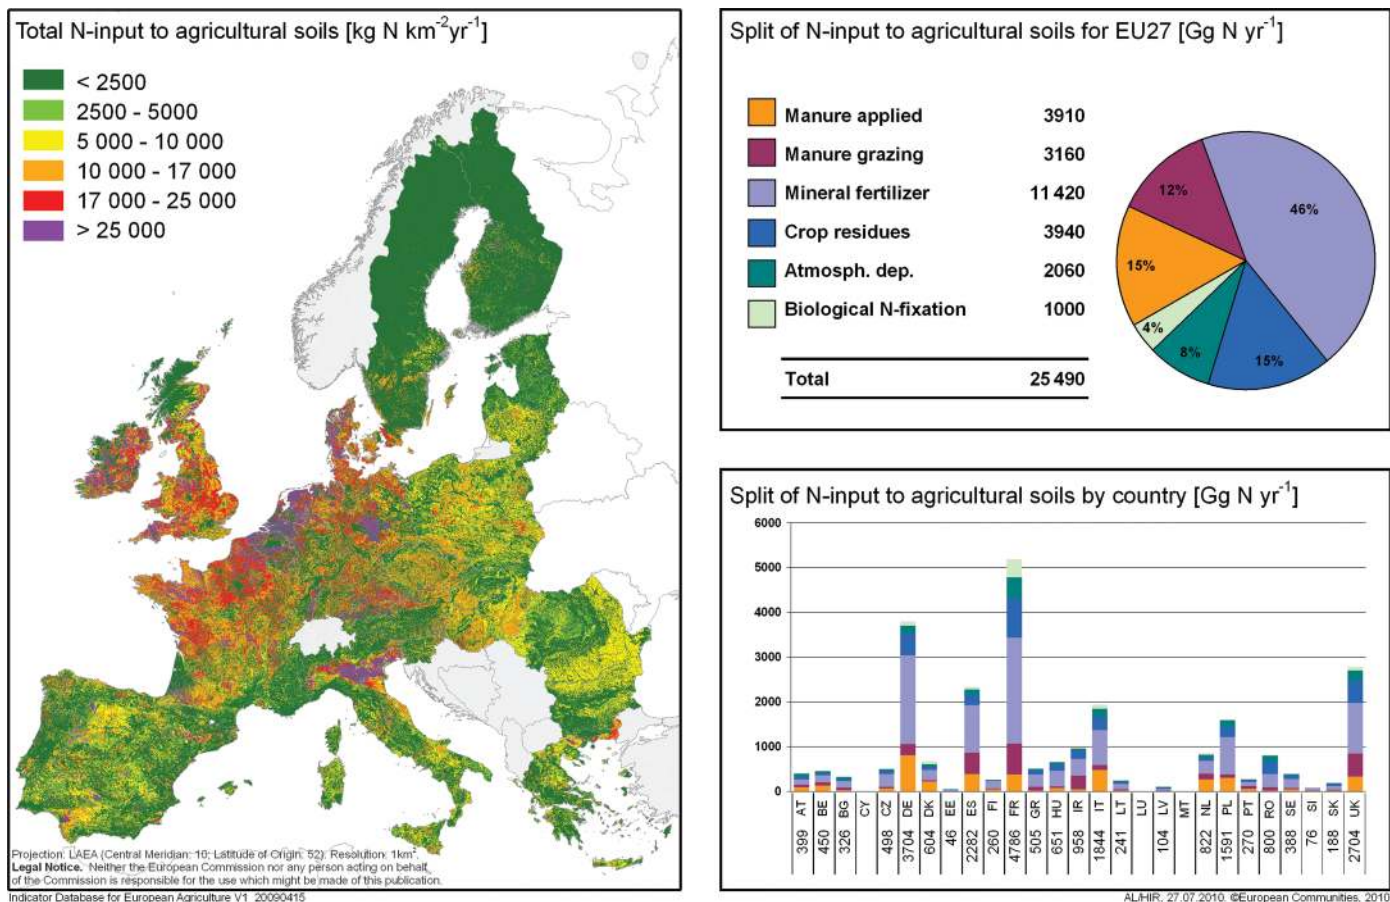 Total N-input to agricultural soils [kg N km-2yr-1]
< 2500
2500 - 5000
5 000 - 10 000
10 000 - 17 000
17 000 - 25 000
> 25 000
Projection: LAEA (Central Meridian: 10; Latitude of Origin: 52). Resolution: 1km².
Legal Notice. Neither the European Commission nor any person acting on behalf
of the Commission is responsible for the use which might be made of this publication.
Indicator Database for European Agriculture V1 20090415
Split of N-input to agricultural soils for EU27 [Gg N yr-1]
Manure applied 3910
Manure grazing 3160
Mineral fertilizer 11 420
Crop residues 3940
Atmosph. dep. 2060
Biological N-fixation 1000
Total 25 490
12%
46%
15%
4%
8%
15%
Split of N-input to agricultural soils by country [Gg N yr-1]
6000
5000
4000
3000
2000
1000
0
399 AT
450 BE
326 BG
CY
498 CZ
3704 DE
604 DK
46 EE
2282 ES
260 FI
4786 FR
505 GR
651 HU
958 IR
1844 IT
241 LT
LU
104 LV
MT
822 NL
1591 PL
270 PT
800 RO
388 SE
76 SI
188 SK
2704 UK
AL/HIR. 27.07.2010. ©European Communities, 2010